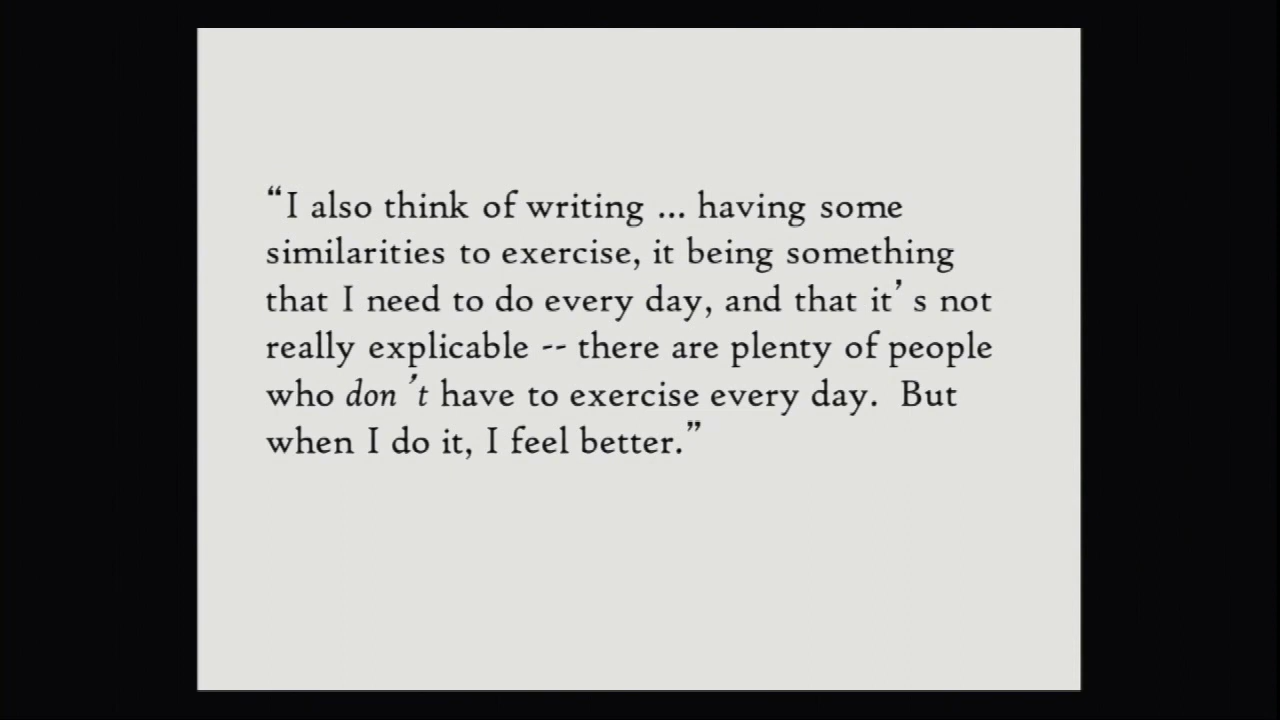 “I also think of writing ... having some
similarities to exercise, it being something
that I need to do every day, and that it’s not
really explicable -- there are plenty of people
who don’t have to exercise every day.  But
when I do it, I feel better.”